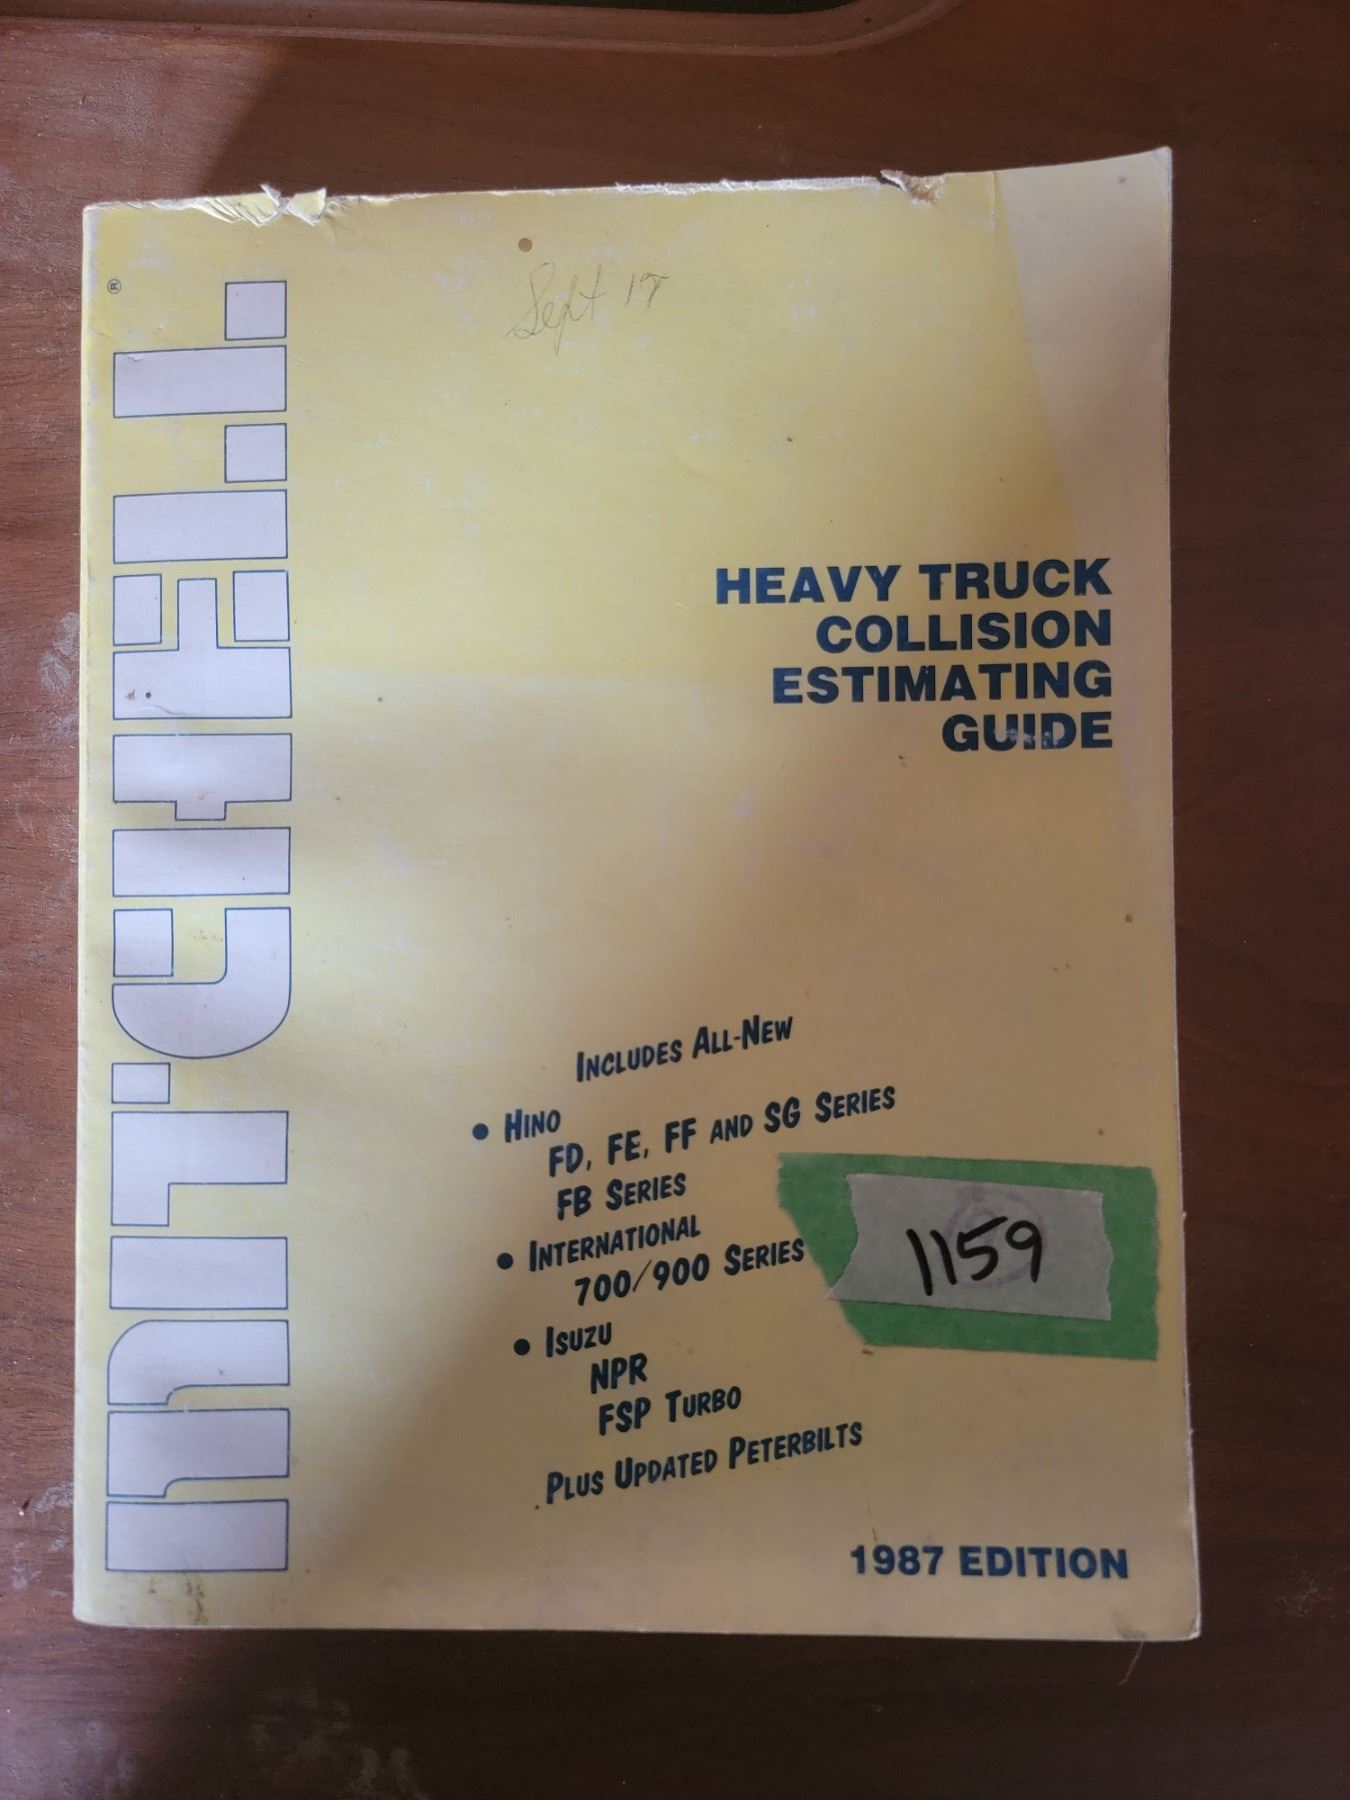 MITCHELL®
Sept
HEAVY TRUCK
COLLISION
ESTIMATING
GUIDE
INCLUDES ALL-NEW
• HINO
FD, FE, FF AND SG SERIES
FB SERIES
• INTERNATIONAL
700/900 SERIES
1159
• ISUZU
NPR
FSP TURBO
PLUS UPDATED PETERBILTS
1987 EDITION